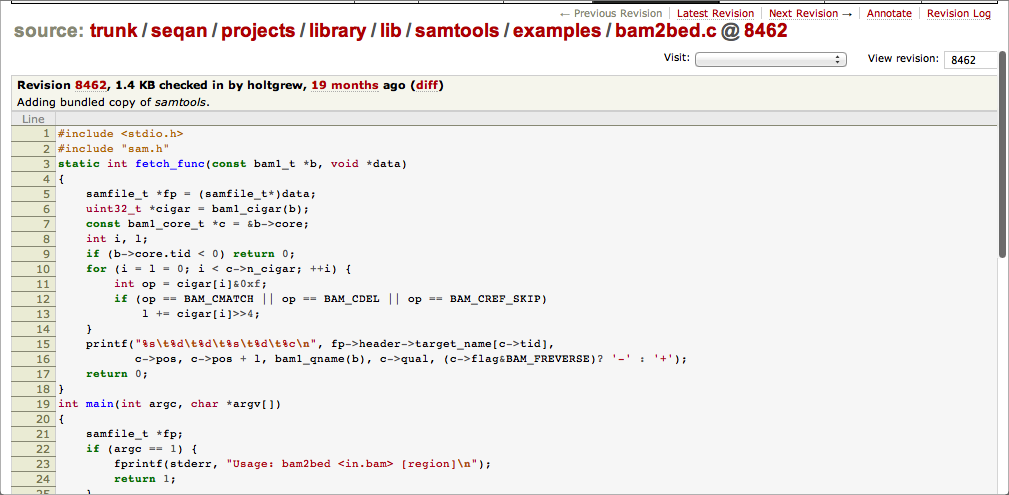 ← Previous Revision | Latest Revision | Next Revision → | Annotate | Revision Log
source: trunk / seqan / projects / library / lib / samtools / examples / bam2bed.c @ 8462
Visit: View revision: 8462
Revision 8462, 1.4 KB checked in by holtgrew, 19 months ago (diff)
Adding bundled copy of samtools.
Line
1 #include <stdio.h>
2 #include "sam.h"
3 static int fetch_func(const bam1_t *b, void *data)
4 {
5 samfile_t *fp = (samfile_t*)data;
6 uint32_t *cigar = bam1_cigar(b);
7 const bam1_core_t *c = &b->core;
8 int i, l;
9 if (b->core.tid < 0) return 0;
10 for (i = l = 0; i < c->n_cigar; ++i) {
11 int op = cigar[i]&0xf;
12 if (op == BAM_CMATCH || op == BAM_CDEL || op == BAM_CREF_SKIP)
13 l += cigar[i]>>4;
14 }
15 printf("%s\t%d\t%d\t%s\t%d\t%c\n", fp->header->target_name[c->tid],
16 c->pos, c->pos + l, bam1_qname(b), c->qual, (c->flag&BAM_FREVERSE)? '-' : '+');
17 return 0;
18 }
19 int main(int argc, char *argv[])
20 {
21 samfile_t *fp;
22 if (argc == 1) {
23 fprintf(stderr, "Usage: bam2bed <in.bam> [region]\n");
24 return 1;
25 }